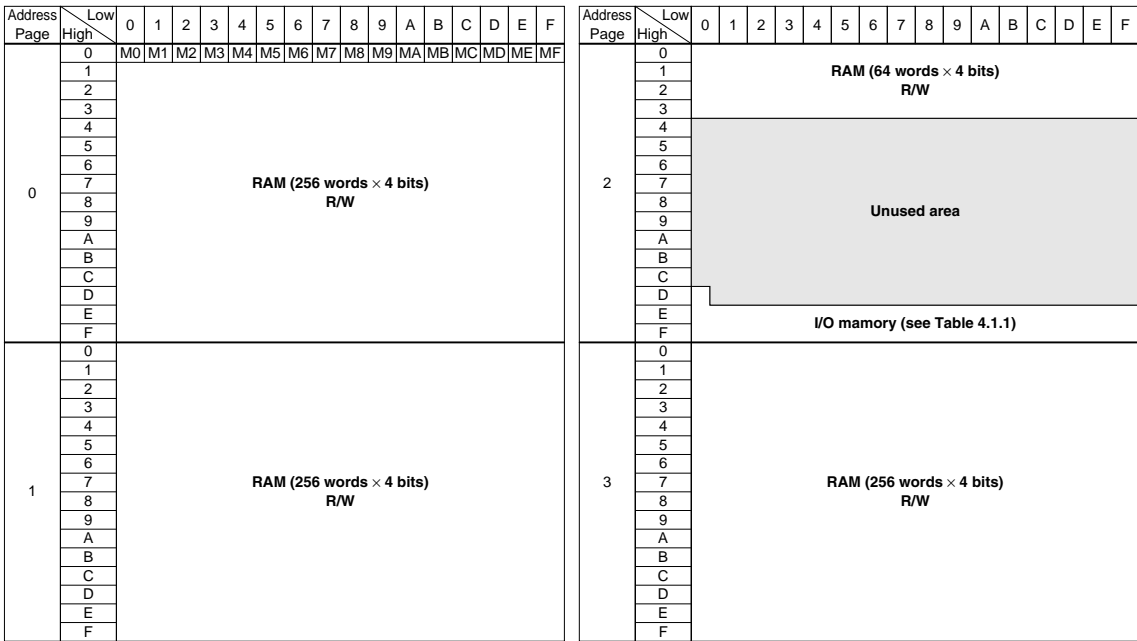 Address Page Low High 0 1 2 3 4 5 6 7 8 9 A B C D E F
0
0 M0 M1 M2 M3 M4 M5 M6 M7 M8 M9 MA MB MC MD ME MF
1
2
3
4
5
6
7
8
9
A
B
C
D
E
F
RAM (256 words × 4 bits)
R/W
1
0
1
2
3
4
5
6
7
8
9
A
B
C
D
E
F
RAM (256 words × 4 bits)
R/W
Address Page Low High 0 1 2 3 4 5 6 7 8 9 A B C D E F
2
0
1
2
3
4
5
6
7
8
9
A
B
C
D
E
F
RAM (64 words × 4 bits)
R/W
Unused area
I/O mamory (see Table 4.1.1)
3
0
1
2
3
4
5
6
7
8
9
A
B
C
D
E
F
RAM (256 words × 4 bits)
R/W